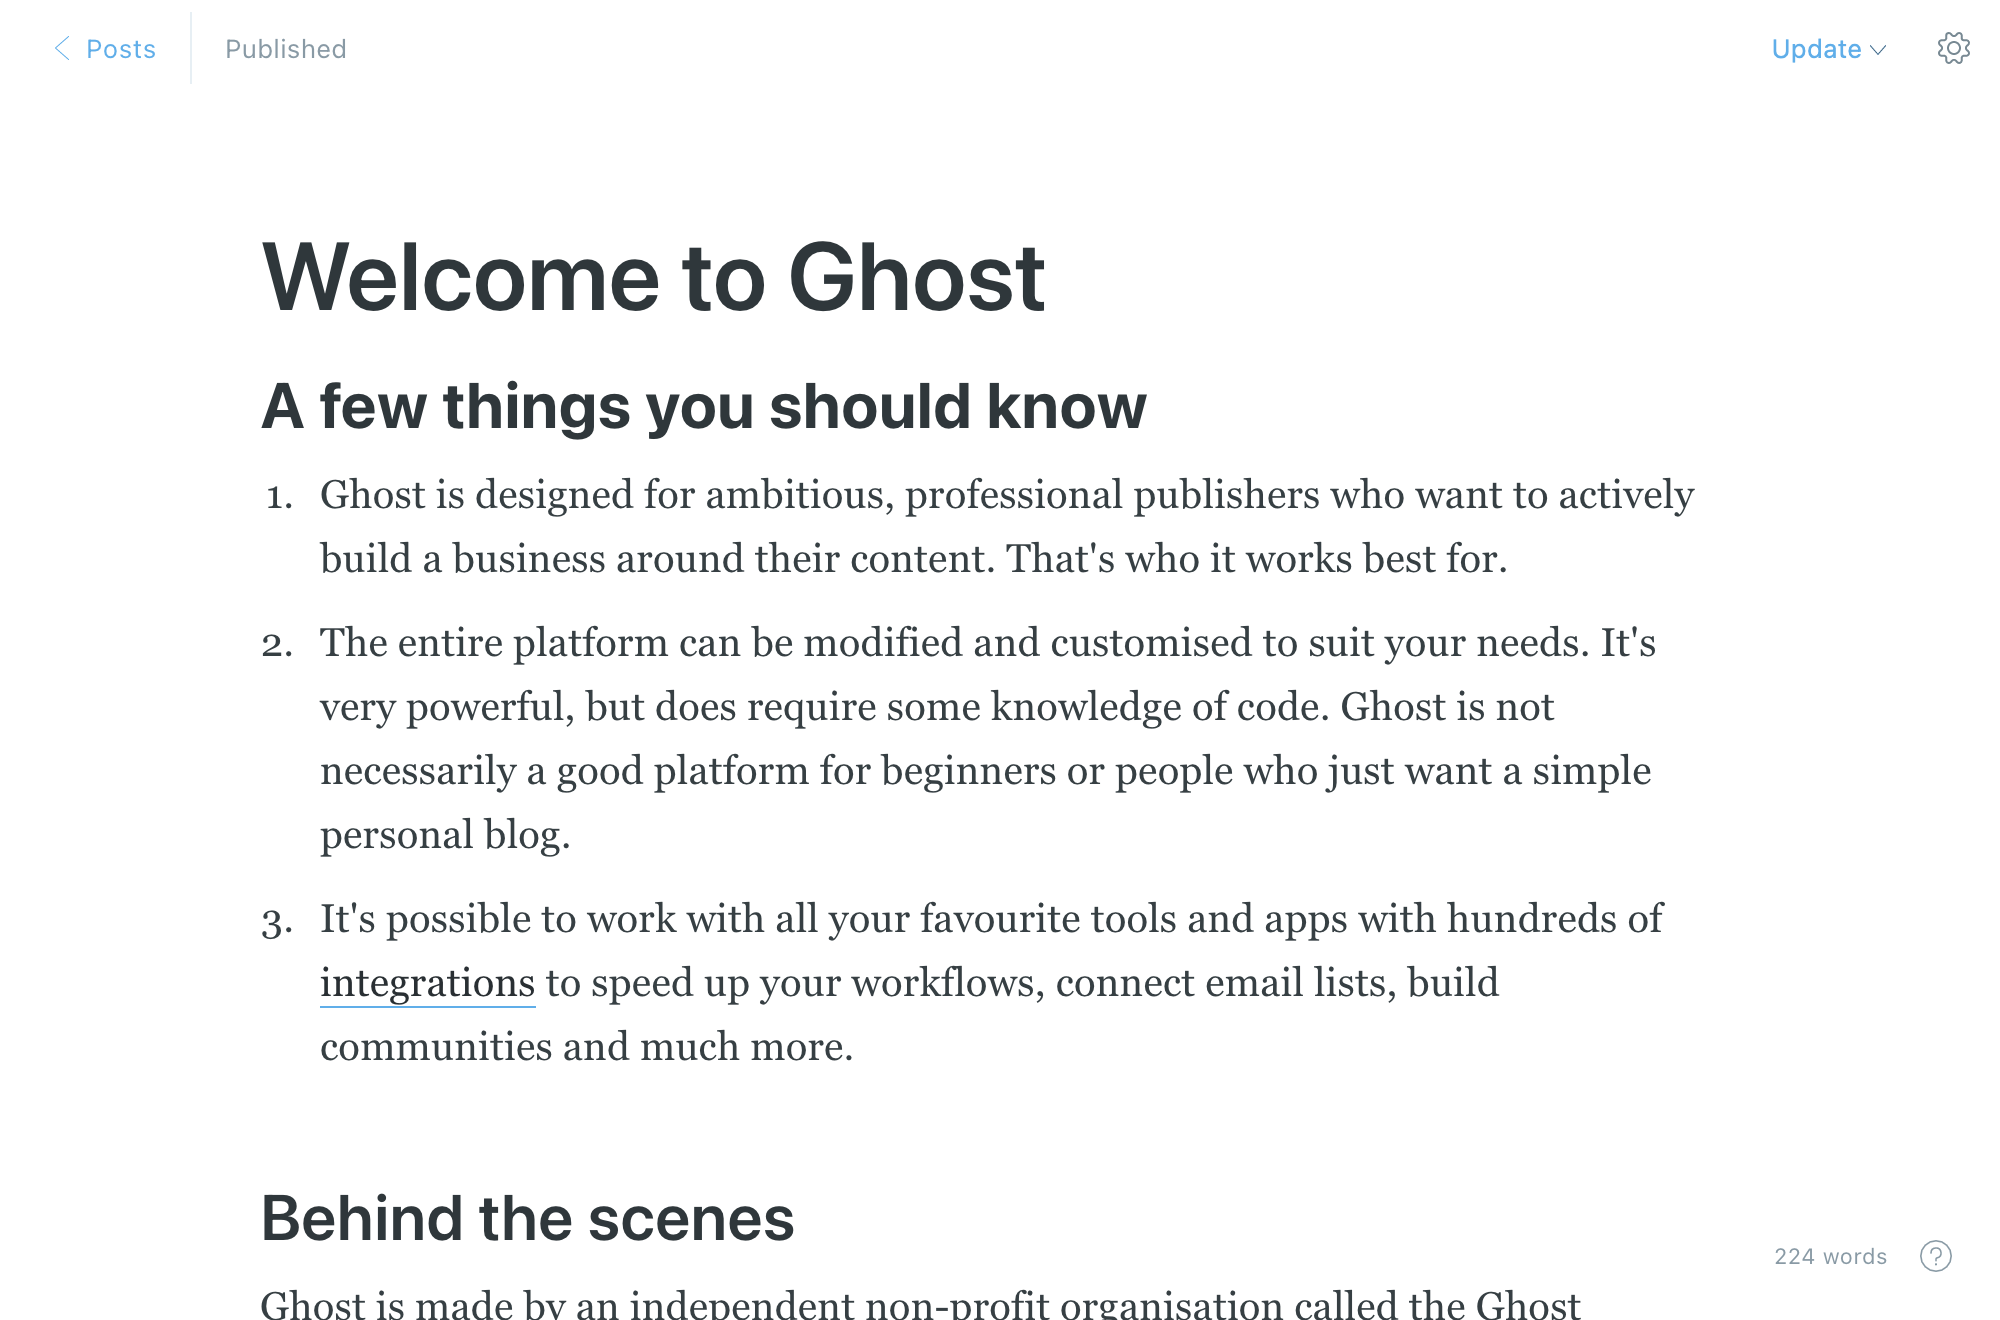 Posts
Published
Update
Welcome to Ghost
A few things you should know
1. Ghost is designed for ambitious, professional publishers who want to actively
build a business around their content. That's who it works best for.
2. The entire platform can be modified and customised to suit your needs. It's
very powerful, but does require some knowledge of code. Ghost is not
necessarily a good platform for beginners or people who just want a simple
personal blog.
3. It's possible to work with all your favourite tools and apps with hundreds of
integrations to speed up your workflows, connect email lists, build
communities and much more.
Behind the scenes
224 words
?
Ghost is made by an independent non-profit organisation called the Ghost